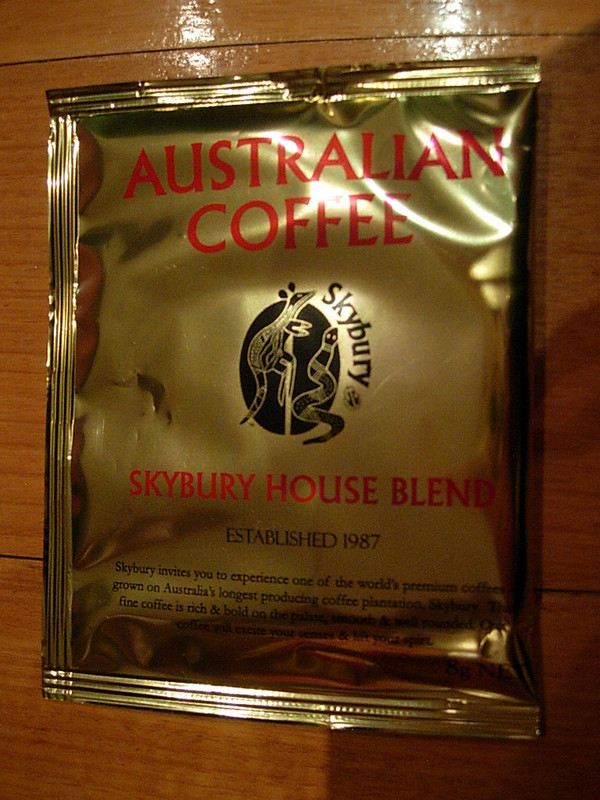 AUSTRALIAN
COFFEE
Skybury
SKYBURY HOUSE BLEND
ESTABLISHED 1987
Skybury invites you to experience one of the world's premium coffees
grown on Australia's longest producing coffee plantation, Skybury.
fine coffee is rich & bold on the palate, smooth & well rounded. Our
coffee will excite your senses & lift your spirit.
8g NET